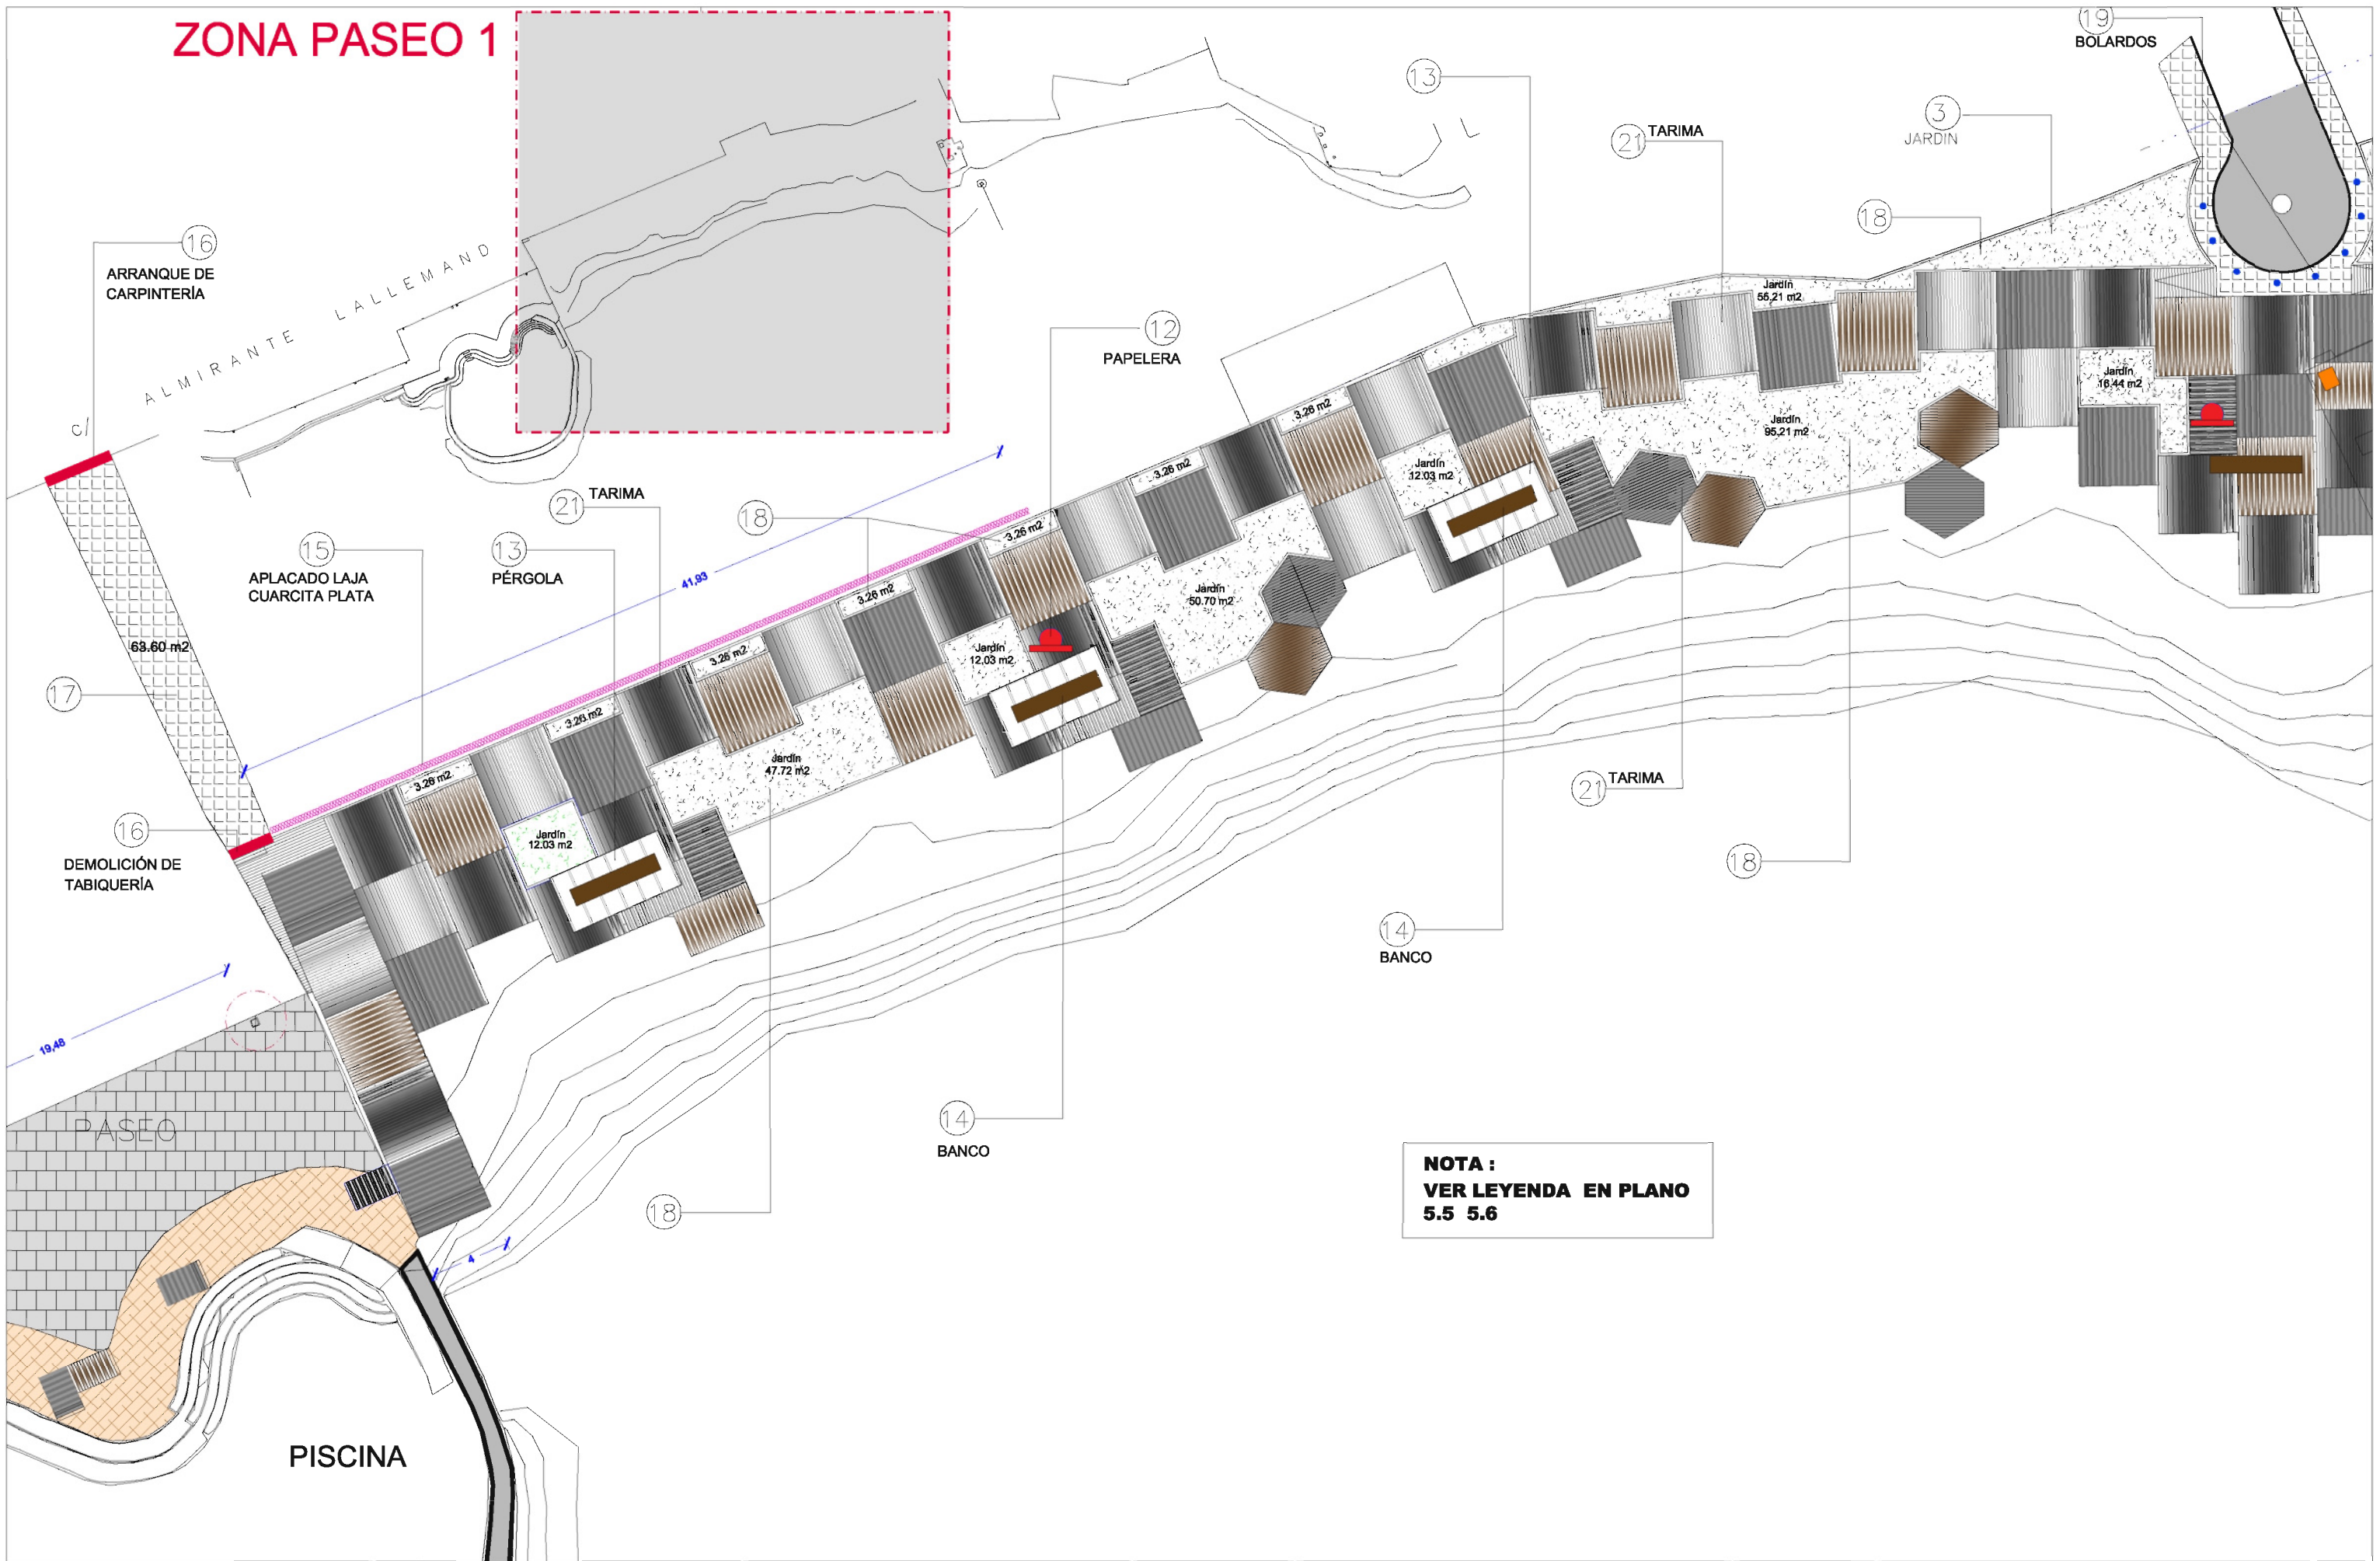 ZONA PASEO 1
19
BOLARDOS
13
3
JARDIN
21 TARIMA
18
16
ARRANQUE DE
CARPINTERÍA
C/ ALMIRANTE LALLEMAND
12
PAPELERA
Jardín
55.21 m2
Jardín
16.44 m2
Jardín
95.21 m2
3.26 m2
3.26 m2
Jardín
12.03 m2
21 TARIMA
18
13
PÉRGOLA
15
APLACADO LAJA
CUARCITA PLATA
41,93
3.26 m2
3.26 m2
Jardín
50.70 m2
63.60 m2
17
3.26 m2
Jardín
12.03 m2
3.26 m2
Jardín
47.72 m2
3.26 m2
21 TARIMA
16
DEMOLICIÓN DE
TABIQUERÍA
Jardín
12.03 m2
18
14
BANCO
19,48
PASEO
14
BANCO
18
4
NOTA :
VER LEYENDA EN PLANO
5.5 5.6
PISCINA